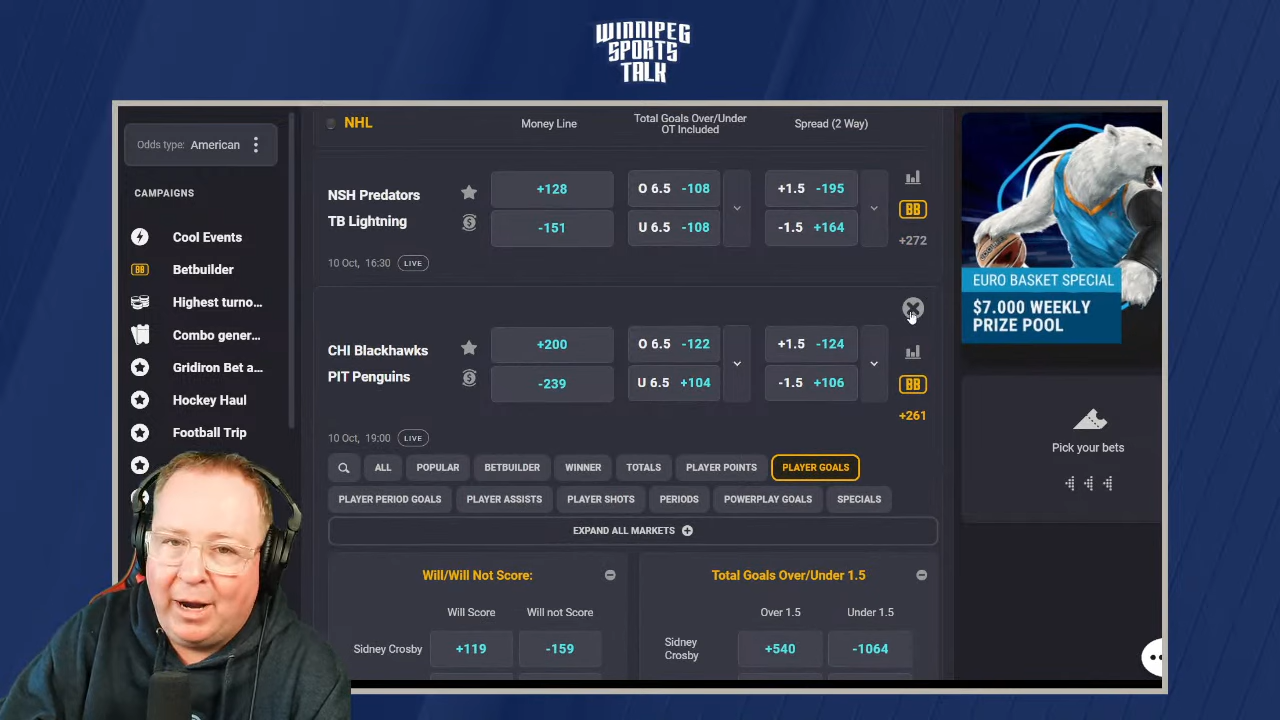 WINNIPEG
SPORTS
TALK
Odds type: American
CAMPAIGNS
Cool Events
BB Betbuilder
Highest turno...
Combo gener...
Gridiron Bet a...
Hockey Haul
Football Trip
NHL
Money Line
Total Goals Over/Under
OT Included
Spread (2 Way)
NSH Predators
TB Lightning
+128
-151
O 6.5 -108
U 6.5 -108
+1.5 -195
-1.5 +164
BB
+272
10 Oct, 16:30 LIVE
CHI Blackhawks
PIT Penguins
+200
-239
O 6.5 -122
U 6.5 +104
+1.5 -124
-1.5 +106
BB
+261
10 Oct, 19:00 LIVE
ALL POPULAR BETBUILDER WINNER TOTALS PLAYER POINTS PLAYER GOALS
PLAYER PERIOD GOALS PLAYER ASSISTS PLAYER SHOTS PERIODS POWERPLAY GOALS SPECIALS
EXPAND ALL MARKETS
Will/Will Not Score:
Will Score Will not Score
Sidney Crosby +119 -159
Total Goals Over/Under 1.5
Over 1.5 Under 1.5
Sidney
Crosby
+540 -1064
EURO BASKET SPECIAL
$7.000 WEEKLY
PRIZE POOL
Pick your bets